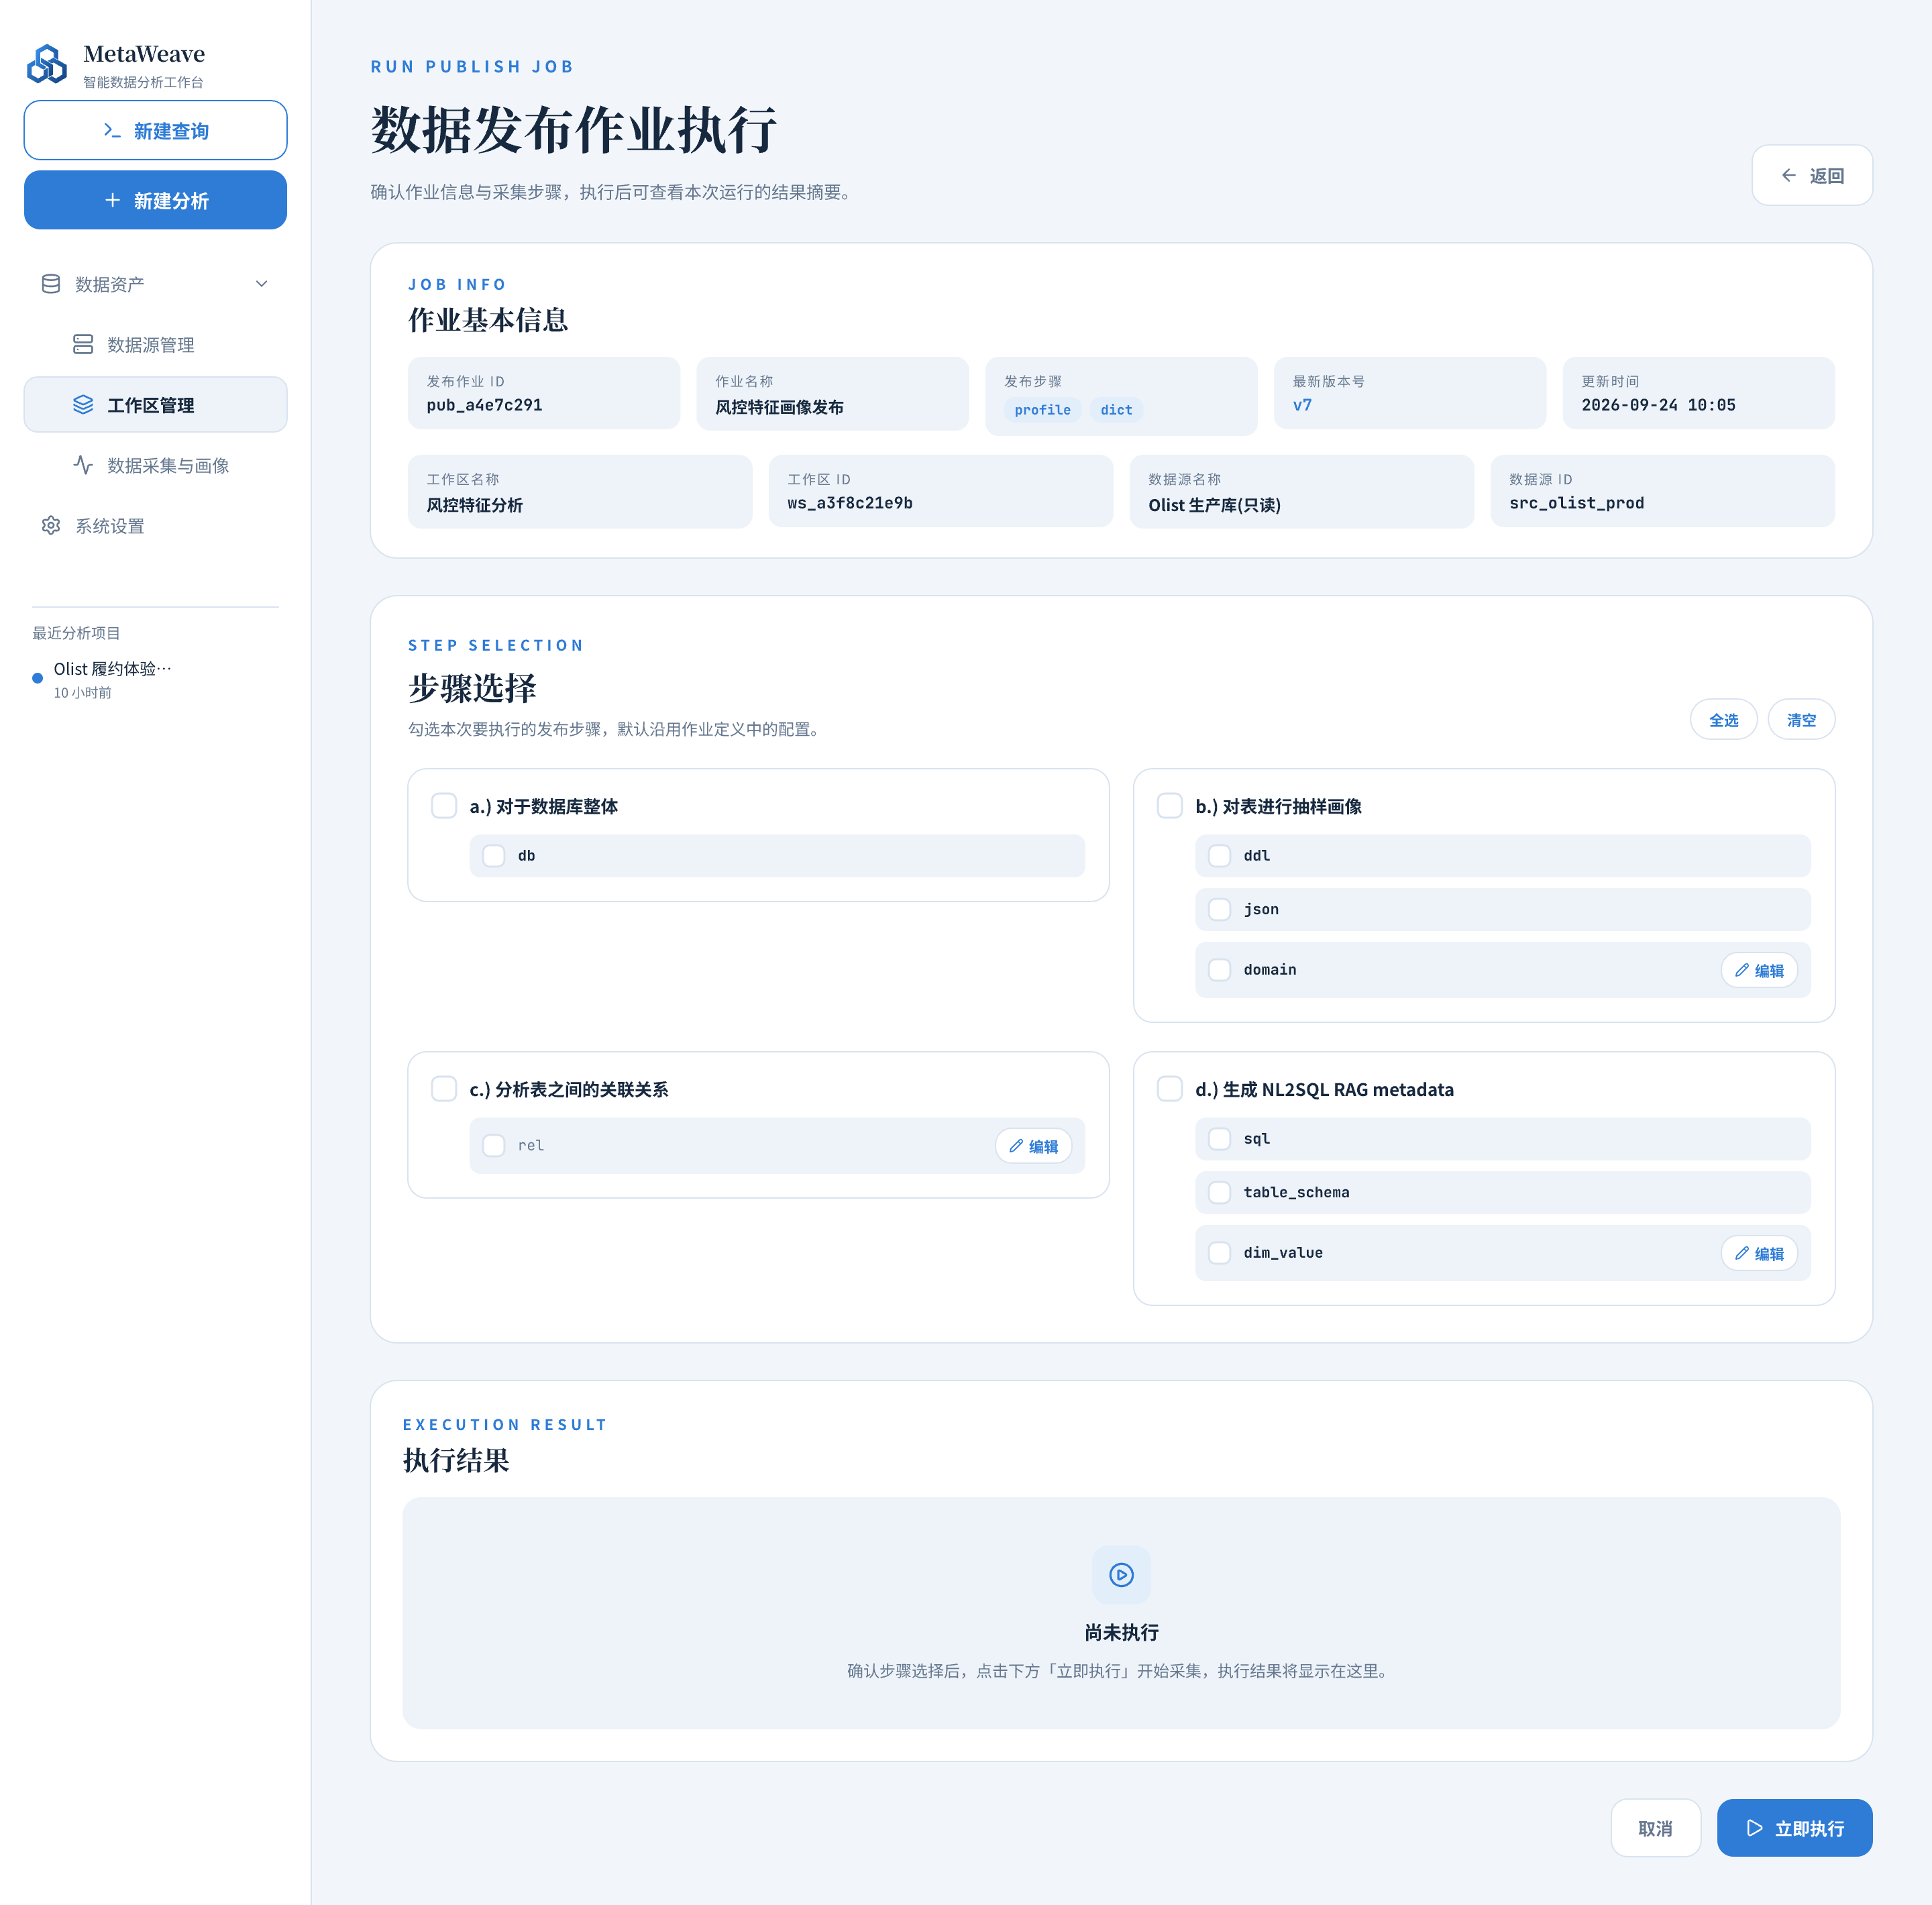 MetaWeave
智能数据分析工作台
新建查询
新建分析
数据资产
数据源管理
工作区管理
数据采集与画像
系统设置
最近分析项目
Olist 履约体验…
10 小时前
RUN PUBLISH JOB
数据发布作业执行
确认作业信息与采集步骤，执行后可查看本次运行的结果摘要。
返回
JOB INFO
作业基本信息
发布作业 ID
pub_a4e7c291
作业名称
风控特征画像发布
发布步骤
profile dict
最新版本号
v7
更新时间
2026-09-24 10:05
工作区名称
风控特征分析
工作区 ID
ws_a3f8c21e9b
数据源名称
Olist 生产库(只读)
数据源 ID
src_olist_prod
STEP SELECTION
步骤选择
勾选本次要执行的发布步骤，默认沿用作业定义中的配置。
全选
清空
a.) 对于数据库整体
db
b.) 对表进行抽样画像
ddl
json
domain
编辑
c.) 分析表之间的关联关系
rel
编辑
d.) 生成 NL2SQL RAG metadata
sql
table_schema
dim_value
编辑
EXECUTION RESULT
执行结果
尚未执行
确认步骤选择后，点击下方「立即执行」开始采集，执行结果将显示在这里。
取消
立即执行